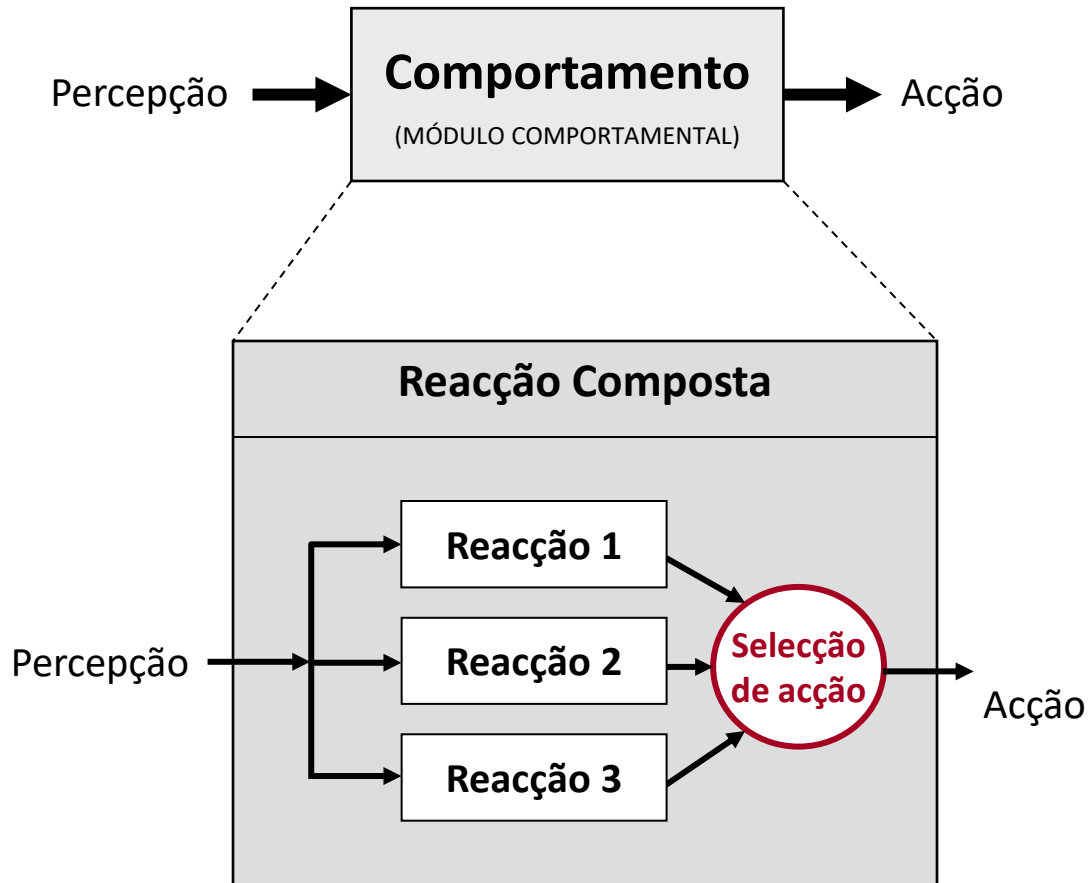 Percepção
Comportamento
(MÓDULO COMPORTAMENTAL)
Acção
Reacção Composta
Reacção 1
Percepção
Reacção 2
Reacção 3
Selecção
de acção
Acção